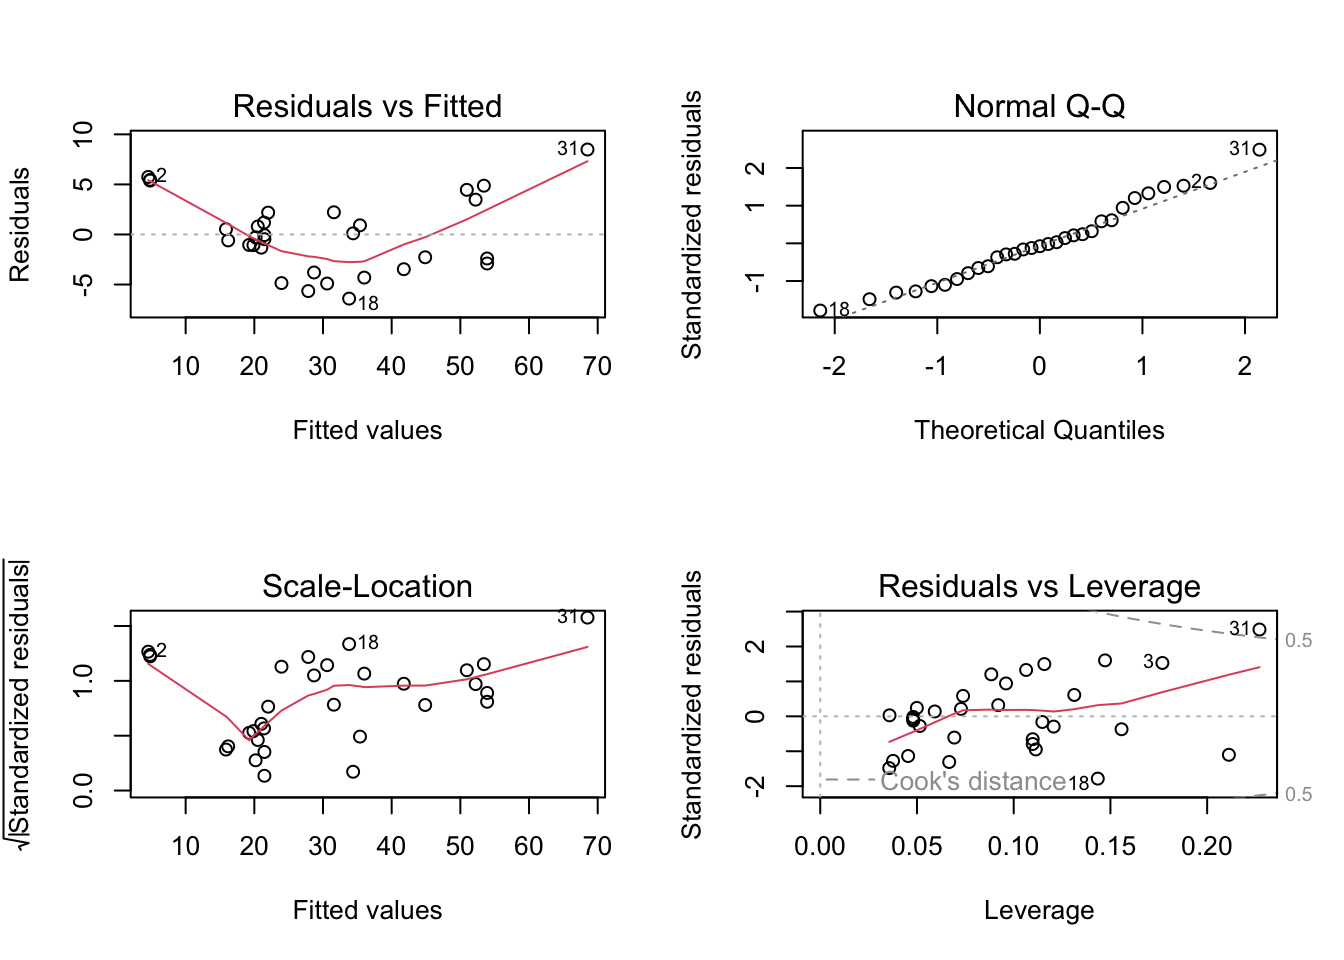 Residuals vs Fitted
Residuals
10
5
0
-5
31
2
18
10 20 30 40 50 60 70
Fitted values
Normal Q-Q
Standardized residuals
2
1
-1
31
2
18
-2 -1 0 1 2
Theoretical Quantiles
Scale-Location
√|Standardized residuals|
1.0
0.0
31
18
2
10 20 30 40 50 60 70
Fitted values
Residuals vs Leverage
Standardized residuals
2
0
-2
31
3
18
0.5
0.5
Cook's distance
0.00 0.05 0.10 0.15 0.20
Leverage